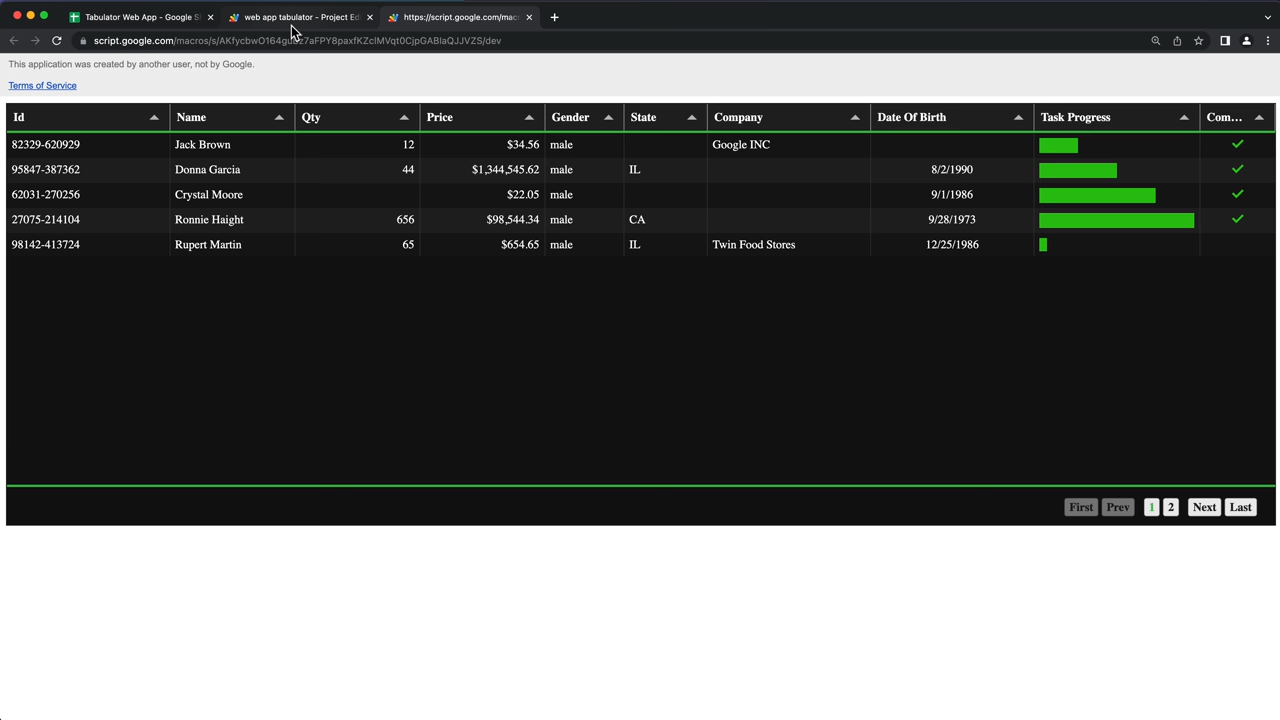 Tabulator Web App - Google S
web app tabulator - Project Ed
https://script.google.com/mac
script.google.com/macros/s/
This application was created by another user, not by Google.
Terms of Service
Id Name Qty Price Gender State Company Date Of Birth Task Progress Com...
82329-620929 Jack Brown 12 $34.56 male Google INC
95847-387362 Donna Garcia 44 $1,344,545.62 male IL 8/2/1990
62031-270256 Crystal Moore $22.05 male 9/1/1986
27075-214104 Ronnie Haight 656 $98,544.34 male CA 9/28/1973
98142-413724 Rupert Martin 65 $654.65 male IL Twin Food Stores 12/25/1986
First Prev 1 2 Next Last